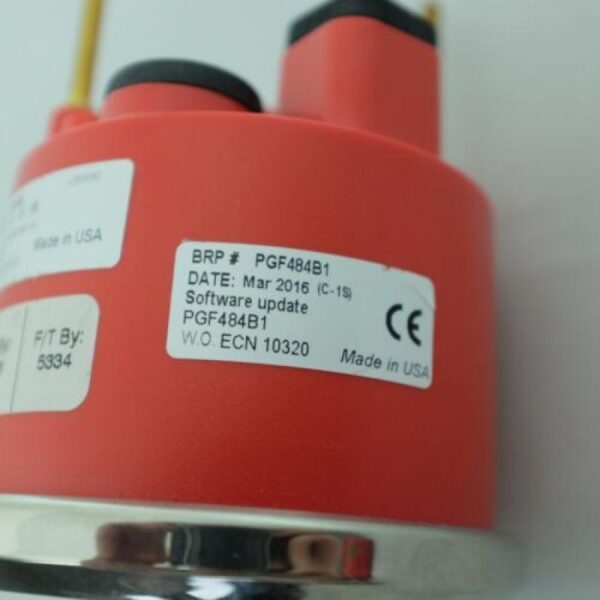 Made in USA
F/T By:
5334
BRP # PGF484B1
DATE: Mar 2016 (C-1S)
Software update
PGF484B1
W.O. ECN 10320
CE
Made in USA